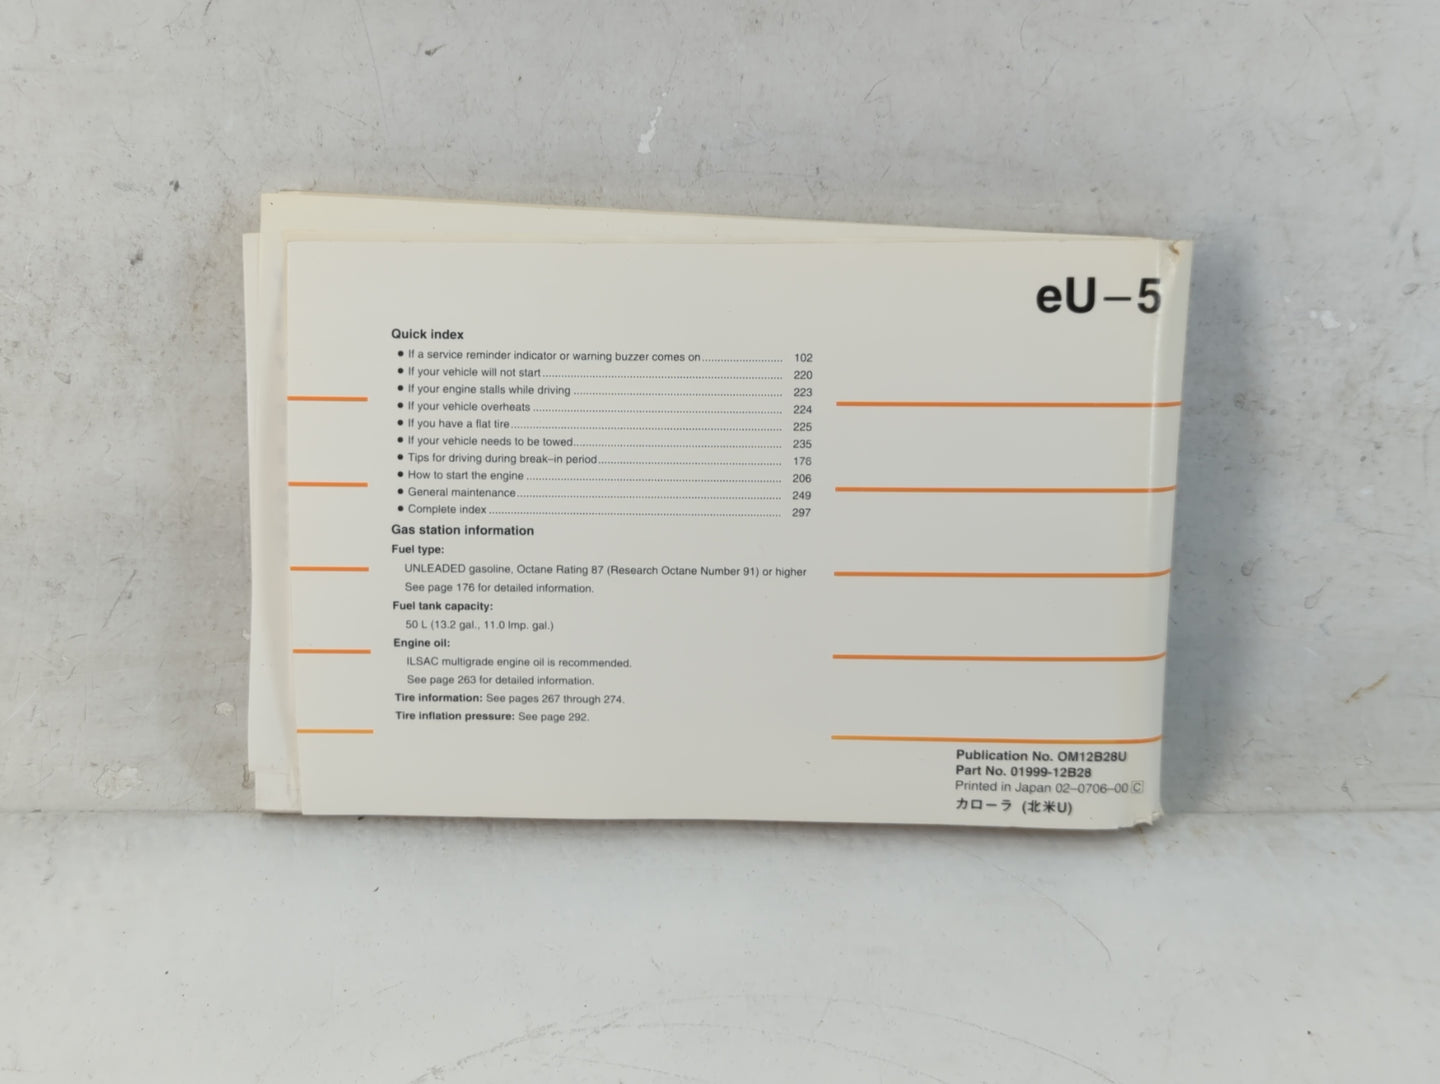 eU–5
Quick index
● If a service reminder indicator or warning buzzer comes on........................ 102
● If your vehicle will not start........................ 220
● If your engine stalls while driving ........................ 223
● If your vehicle overheats ........................ 224
● If you have a flat tire........................ 225
● If your vehicle needs to be towed........................ 235
● Tips for driving during break–in period........................ 176
● How to start the engine ........................ 206
● General maintenance........................ 249
● Complete index ........................ 297
Gas station information
Fuel type:
UNLEADED gasoline, Octane Rating 87 (Research Octane Number 91) or higher
See page 176 for detailed information.
Fuel tank capacity:
50 L (13.2 gal., 11.0 lmp. gal.)
Engine oil:
ILSAC multigrade engine oil is recommended.
See page 263 for detailed information.
Tire information: See pages 267 through 274.
Tire inflation pressure: See page 292.
Publication No. OM12B28U
Part No. 01999-12B28
Printed in Japan 02–0706–00 C
カローラ (北米U)